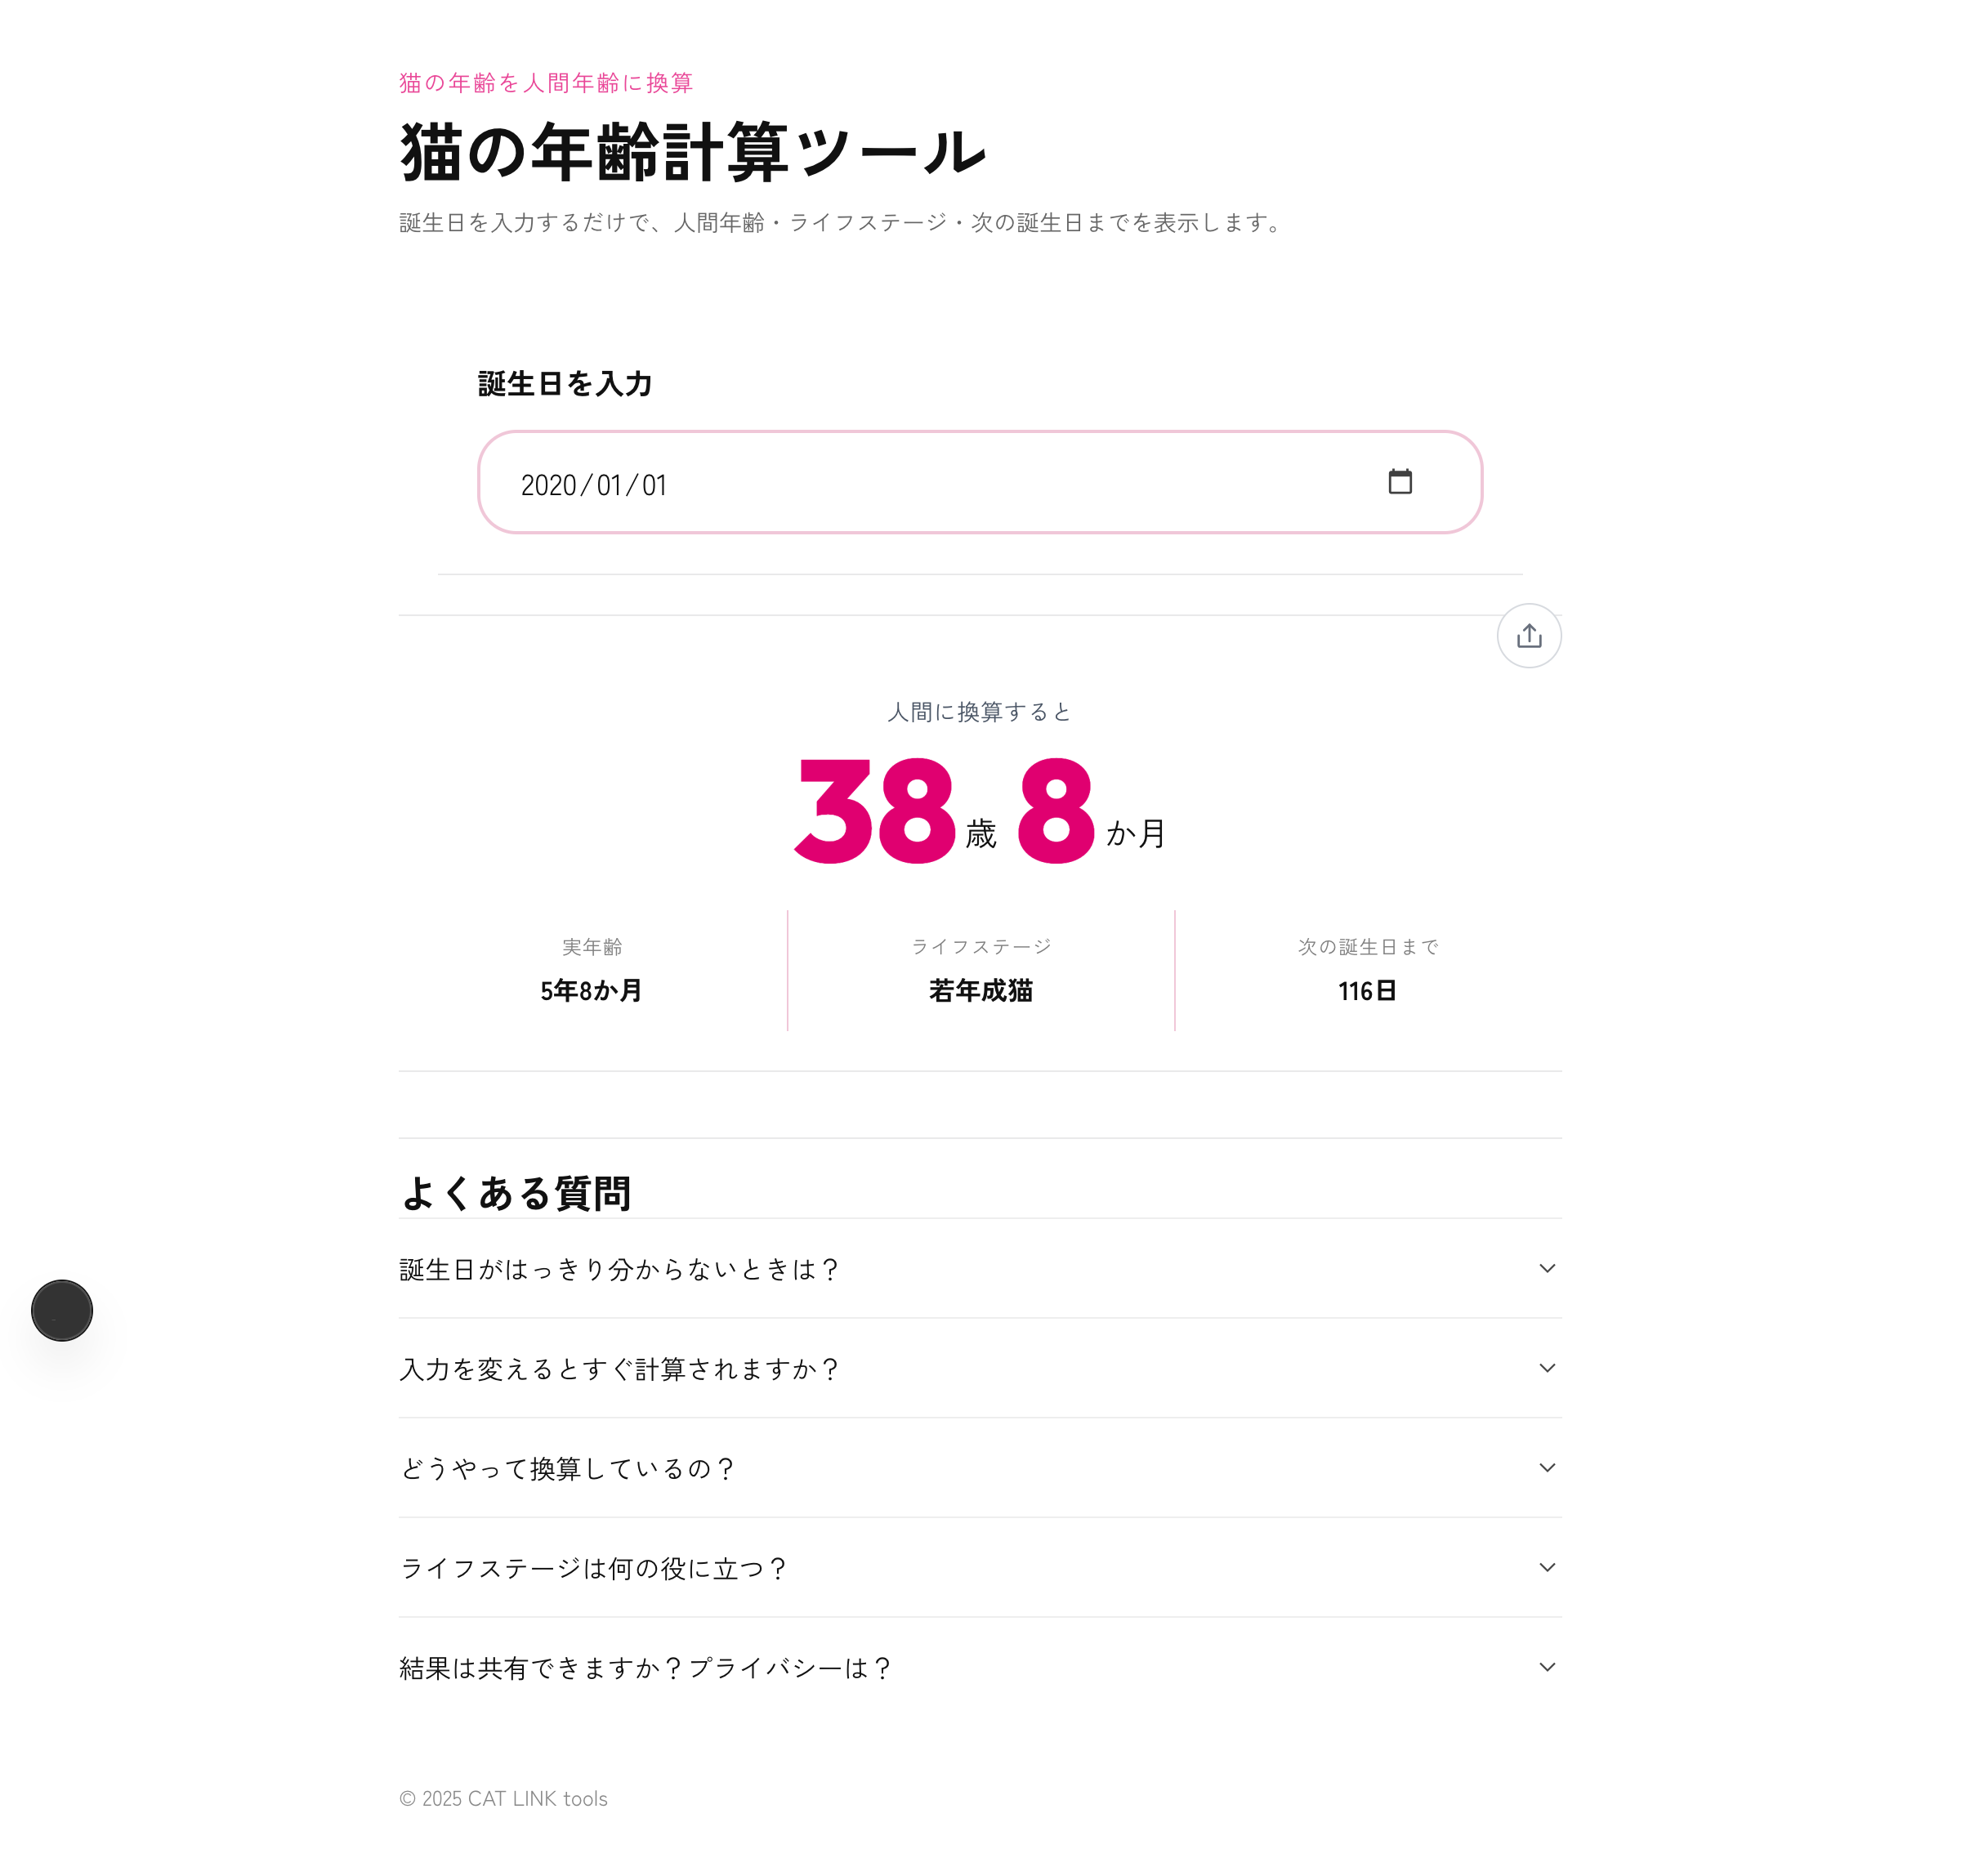 猫の年齢を人間年齢に換算
猫の年齢計算ツール
誕生日を入力するだけで、人間年齢・ライフステージ・次の誕生日までを表示します。
誕生日を入力
2020/01/01
人間に換算すると
38歳 8か月
実年齢
5年8か月
ライフステージ
若年成猫
次の誕生日まで
116日
よくある質問
誕生日がはっきり分からないときは？
入力を変えるとすぐ計算されますか？
どうやって換算しているの？
ライフステージは何の役に立つ？
結果は共有できますか？プライバシーは？
© 2025 CAT LINK tools